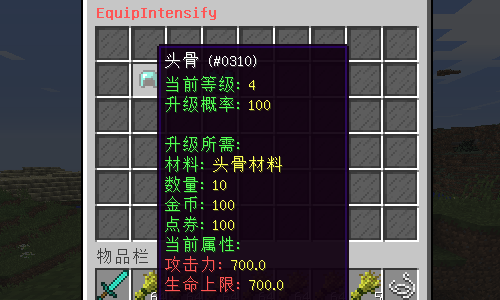 EquipIntensify
头骨 (#0310)
当前等级: 4
升级概率: 100
升级所需:
材料: 头骨材料
数量: 10
金币: 100
点券: 100
当前属性:
攻击力: 700.0
生命上限: 700.0
物品栏